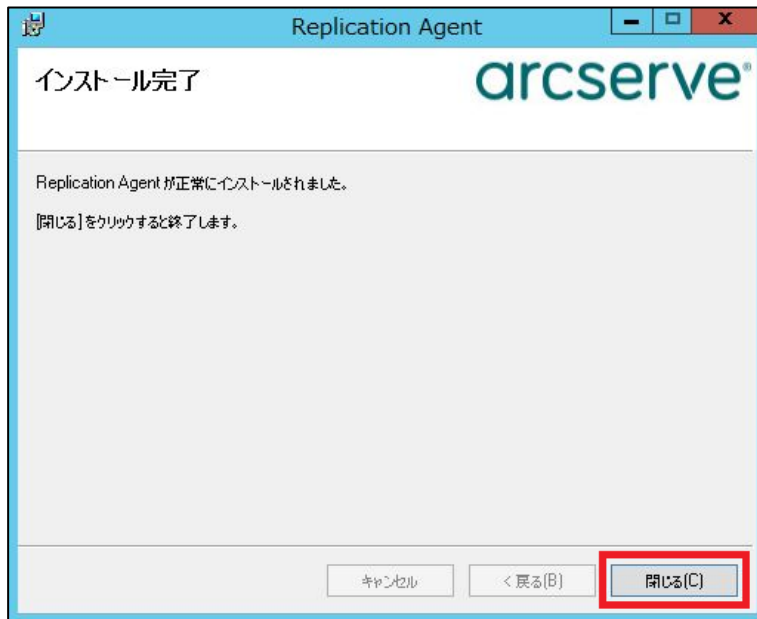 Replication Agent
インストール完了
arcserve®
Replication Agent が正常にインストールされました。
[閉じる]をクリックすると終了します。
キャンセル
< 戻る(B)
閉じる(C)